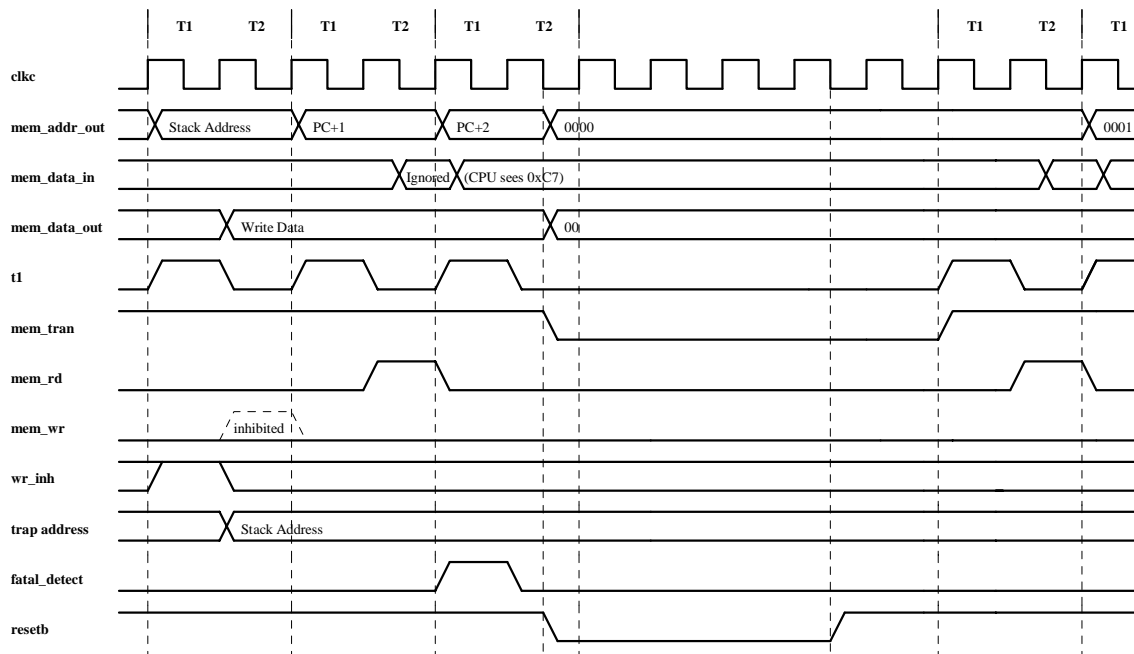 T1 T2 T1 T2 T1 T2 T1 T2 T1
clkc
mem_addr_out Stack Address PC+1 PC+2 0000 0001
mem_data_in Ignored (CPU sees 0xC7)
mem_data_out Write Data 00
t1
mem_tran
mem_rd
mem_wr inhibited
wr_inh
trap address Stack Address
fatal_detect
resetb